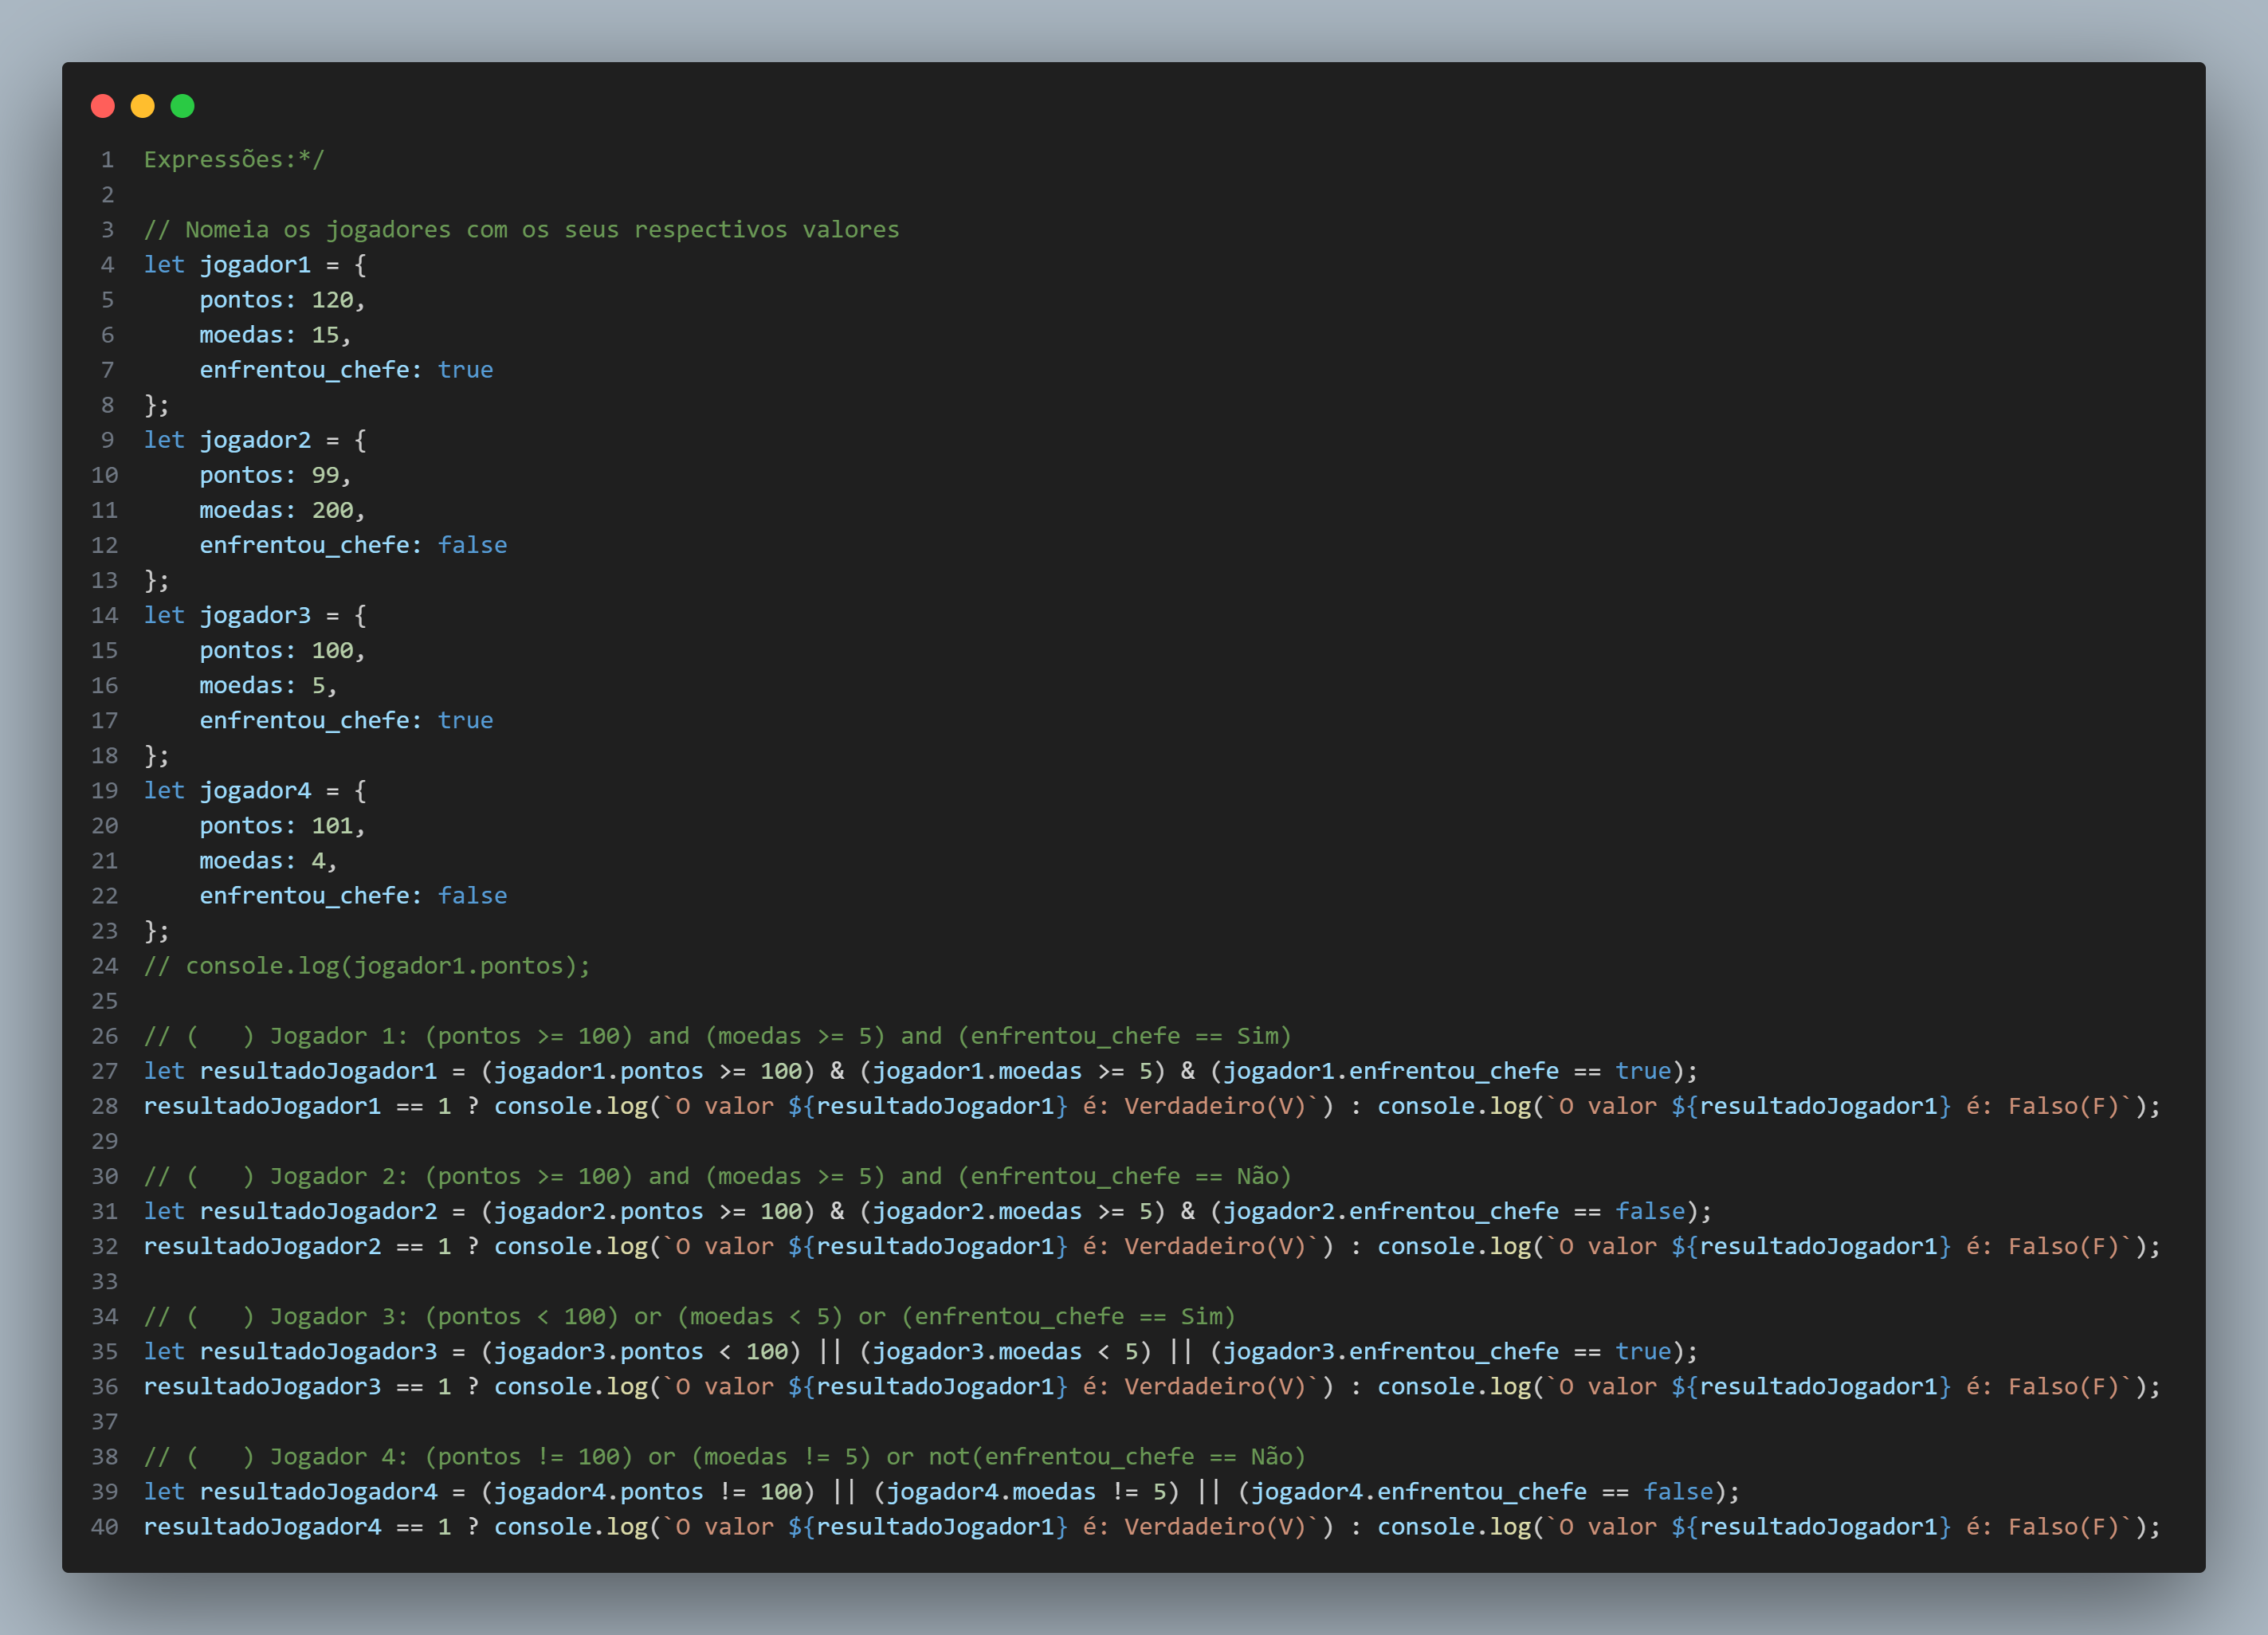 1 Expressões:*/
2
3 // Nomeia os jogadores com os seus respectivos valores
4 let jogador1 = {
5     pontos: 120,
6     moedas: 15,
7     enfrentou_chefe: true
8 };
9 let jogador2 = {
10     pontos: 99,
11     moedas: 200,
12     enfrentou_chefe: false
13 };
14 let jogador3 = {
15     pontos: 100,
16     moedas: 5,
17     enfrentou_chefe: true
18 };
19 let jogador4 = {
20     pontos: 101,
21     moedas: 4,
22     enfrentou_chefe: false
23 };
24 // console.log(jogador1.pontos);
25
26 // (   ) Jogador 1: (pontos >= 100) and (moedas >= 5) and (enfrentou_chefe == Sim)
27 let resultadoJogador1 = (jogador1.pontos >= 100) & (jogador1.moedas >= 5) & (jogador1.enfrentou_chefe == true);
28 resultadoJogador1 == 1 ? console.log(`O valor ${resultadoJogador1} é: Verdadeiro(V)`) : console.log(`O valor ${resultadoJogador1} é: Falso(F)`);
29
30 // (   ) Jogador 2: (pontos >= 100) and (moedas >= 5) and (enfrentou_chefe == Não)
31 let resultadoJogador2 = (jogador2.pontos >= 100) & (jogador2.moedas >= 5) & (jogador2.enfrentou_chefe == false);
32 resultadoJogador2 == 1 ? console.log(`O valor ${resultadoJogador1} é: Verdadeiro(V)`) : console.log(`O valor ${resultadoJogador1} é: Falso(F)`);
33
34 // (   ) Jogador 3: (pontos < 100) or (moedas < 5) or (enfrentou_chefe == Sim)
35 let resultadoJogador3 = (jogador3.pontos < 100) || (jogador3.moedas < 5) || (jogador3.enfrentou_chefe == true);
36 resultadoJogador3 == 1 ? console.log(`O valor ${resultadoJogador1} é: Verdadeiro(V)`) : console.log(`O valor ${resultadoJogador1} é: Falso(F)`);
37
38 // (   ) Jogador 4: (pontos != 100) or (moedas != 5) or not(enfrentou_chefe == Não)
39 let resultadoJogador4 = (jogador4.pontos != 100) || (jogador4.moedas != 5) || (jogador4.enfrentou_chefe == false);
40 resultadoJogador4 == 1 ? console.log(`O valor ${resultadoJogador1} é: Verdadeiro(V)`) : console.log(`O valor ${resultadoJogador1} é: Falso(F)`);